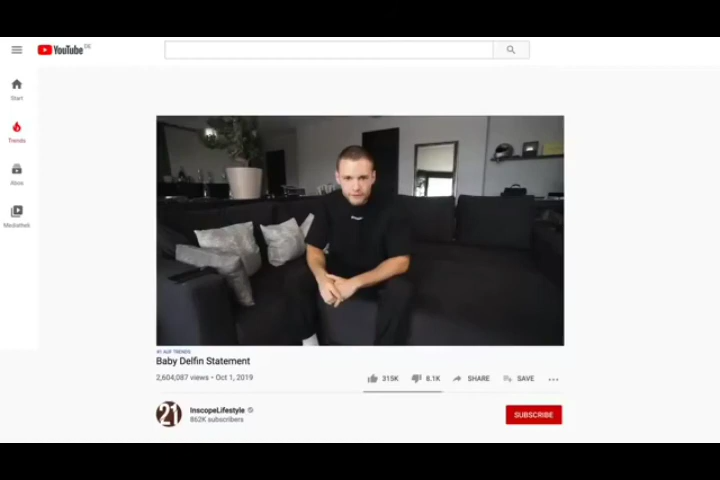 YouTube DE
Start
Trends
Abos
Mediathek
#1 AUF TRENDS
Baby Delfin Statement
2,604,087 views • Oct 1, 2019
315K
8.1K
SHARE
SAVE
21
InscopeLifestyle
862K subscribers
SUBSCRIBE